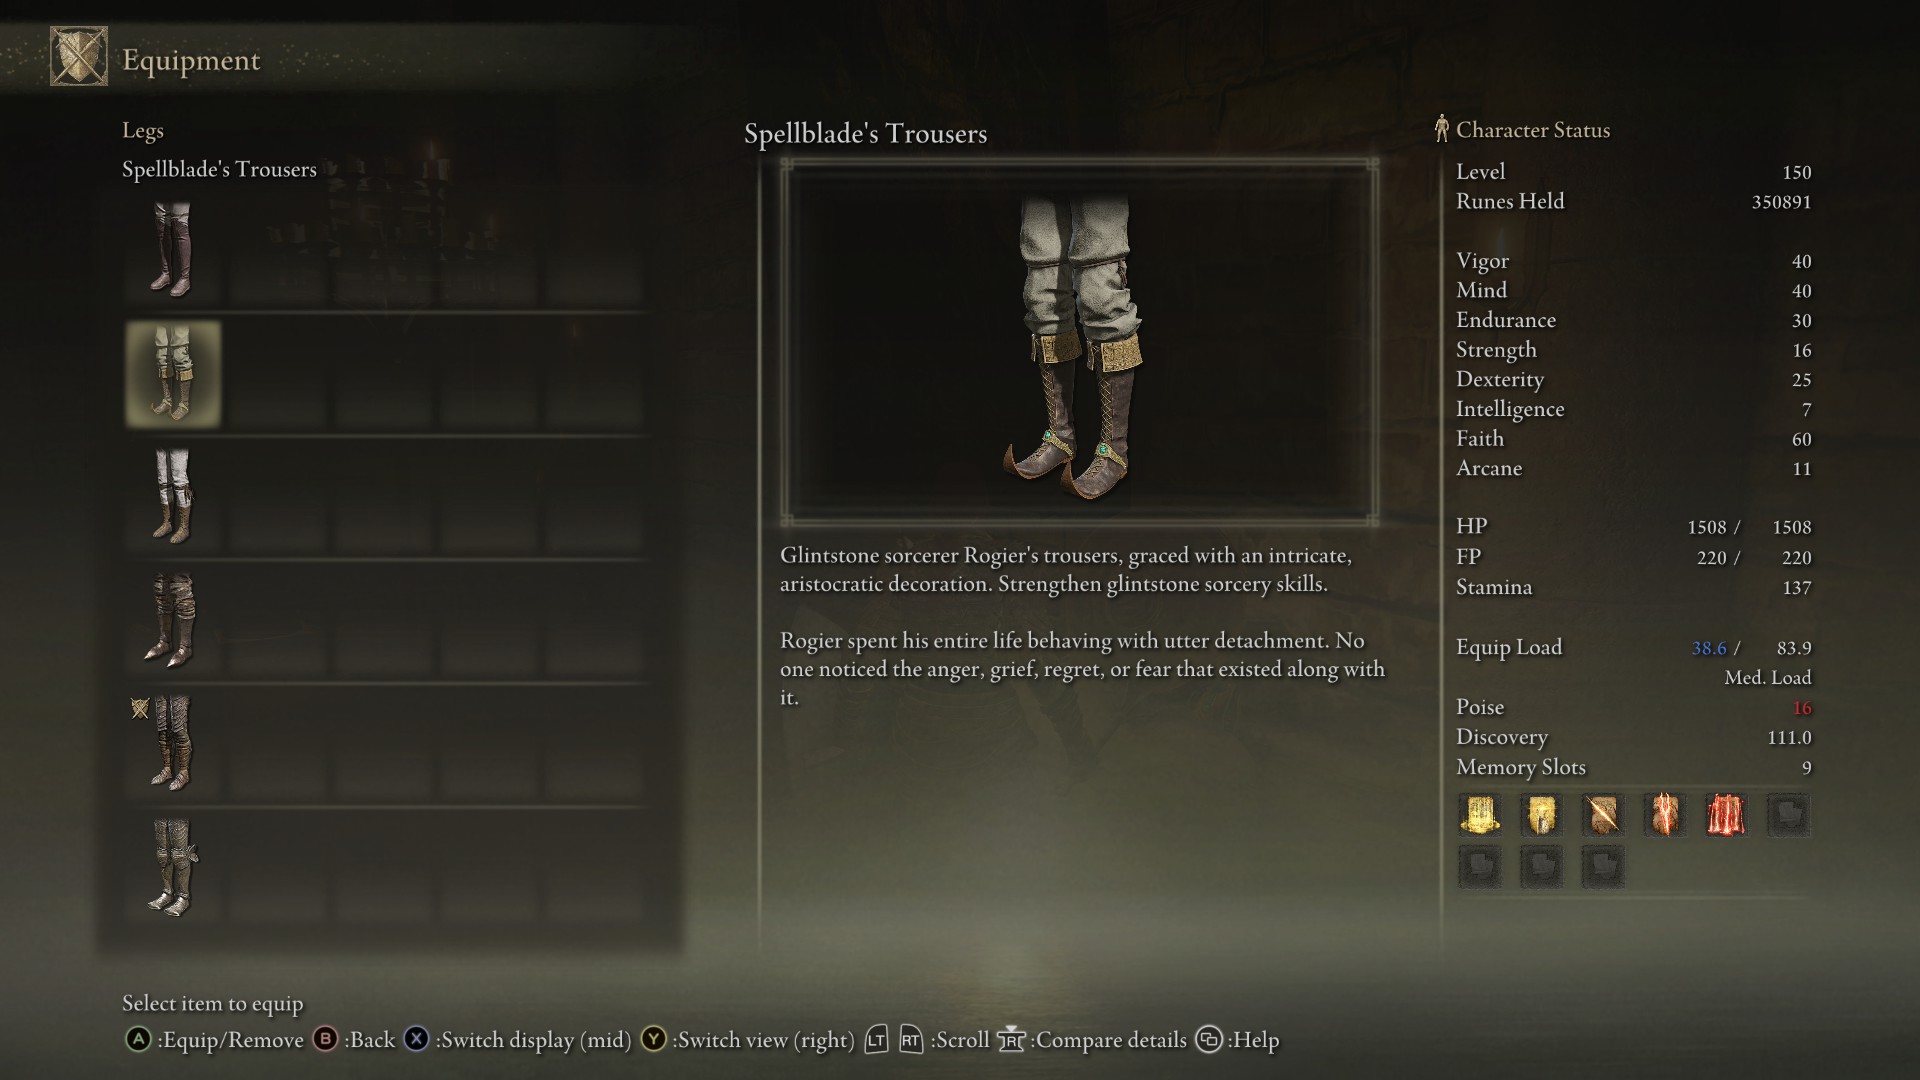 Equipment
Legs
Spellblade's Trousers
Spellblade's Trousers
Glintstone sorcerer Rogier's trousers, graced with an intricate,
aristocratic decoration. Strengthen glintstone sorcery skills.
Rogier spent his entire life behaving with utter detachment. No
one noticed the anger, grief, regret, or fear that existed along with
it.
Character Status
Level 150
Runes Held 350891
Vigor 40
Mind 40
Endurance 30
Strength 16
Dexterity 25
Intelligence 7
Faith 60
Arcane 11
HP 1508 / 1508
FP 220 / 220
Stamina 137
Equip Load 38.6 / 83.9
Med. Load
Poise 16
Discovery 111.0
Memory Slots 9
Select item to equip
A :Equip/Remove B :Back X :Switch display (mid) Y :Switch view (right) LT RT :Scroll R :Compare details :Help